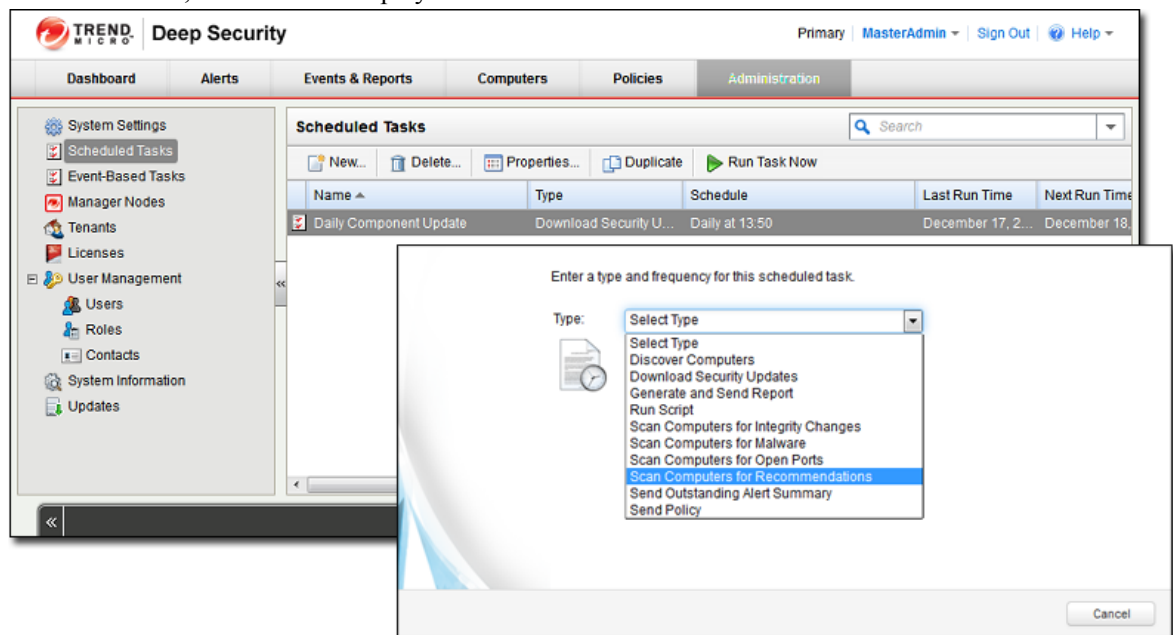 TREND MICRO Deep Security
Primary MasterAdmin Sign Out Help
Dashboard Alerts Events & Reports Computers Policies Administration
System Settings
Scheduled Tasks
Event-Based Tasks
Manager Nodes
Tenants
Licenses
User Management
Users
Roles
Contacts
System Information
Updates
Scheduled Tasks
Search
New... Delete... Properties... Duplicate Run Task Now
Name Type Schedule Last Run Time Next Run Time
Daily Component Update Download Security U... Daily at 13:50 December 17, 2... December 18,
Enter a type and frequency for this scheduled task.
Type: Select Type
Select Type
Discover Computers
Download Security Updates
Generate and Send Report
Run Script
Scan Computers for Integrity Changes
Scan Computers for Malware
Scan Computers for Open Ports
Scan Computers for Recommendations
Send Outstanding Alert Summary
Send Policy
Cancel